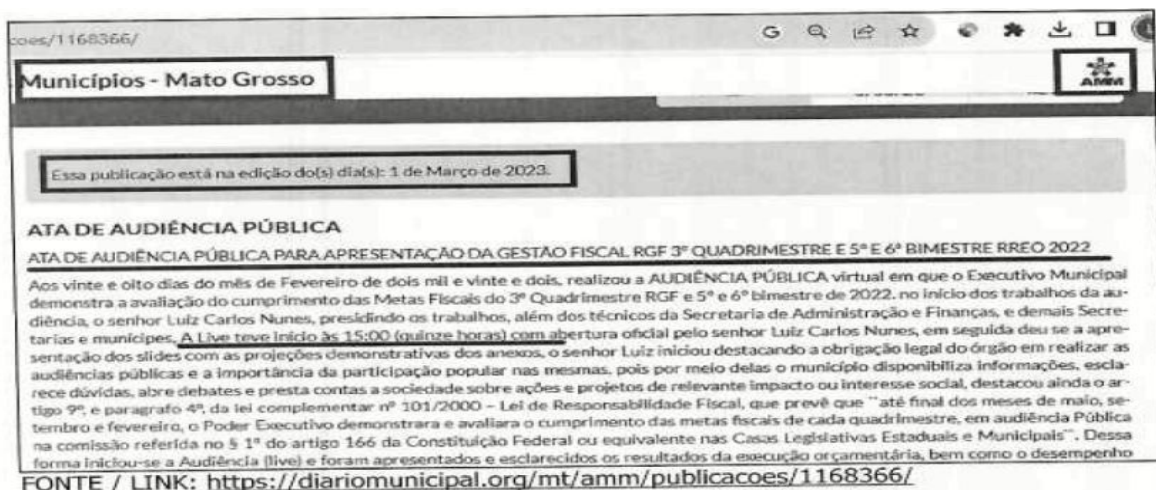 coes/1168366/
Municípios - Mato Grosso
AMM
Essa publicação está na edição do(s) dia(s): 1 de Março de 2023.
ATA DE AUDIÊNCIA PÚBLICA
ATA DE AUDIÊNCIA PÚBLICA PARA APRESENTAÇÃO DA GESTÃO FISCAL RGF 3º QUADRIMESTRE E 5º E 6º BIMESTRE RREO 2022
Aos vinte e oito dias do mês de Fevereiro de dois mil e vinte e dois, realizou a AUDIÊNCIA PÚBLICA virtual em que o Executivo Municipal
demonstra a avaliação do cumprimento das Metas Fiscais do 3º Quadrimestre RGF e 5º e 6º bimestre de 2022. no início dos trabalhos da au-
diência, o senhor Luiz Carlos Nunes, presidindo os trabalhos, além dos técnicos da Secretaria de Administração e Finanças, e demais Secre-
tarias e munícipes. A Live teve início às 15:00 (quinze horas) com abertura oficial pelo senhor Luiz Carlos Nunes, em seguida deu se a apre-
sentação dos slides com as projeções demonstrativas dos anexos, o senhor Luiz iniciou destacando a obrigação legal do órgão em realizar as
audiências públicas e a importância da participação popular nas mesmas, pois por meio delas o município disponibiliza informações, escla-
rece dúvidas, abre debates e presta contas a sociedade sobre ações e projetos de relevante impacto ou interesse social, destacou ainda o ar-
tigo 9º, e paragrafo 4º, da lei complementar nº 101/2000 – Lei de Responsabilidade Fiscal, que prevê que ¨até final dos meses de maio, se-
tembro e fevereiro, o Poder Executivo demonstrara e avaliara o cumprimento das metas fiscais de cada quadrimestre, em audiência Pública
na comissão referida no § 1º do artigo 166 da Constituição Federal ou equivalente nas Casas Legislativas Estaduais e Municipais¨. Dessa
forma iniciou-se a Audiência (live) e foram apresentados e esclarecidos os resultados da execução orçamentária, bem como o desempenho
FONTE / LINK: https://diariomunicipal.org/mt/amm/publicacoes/1168366/